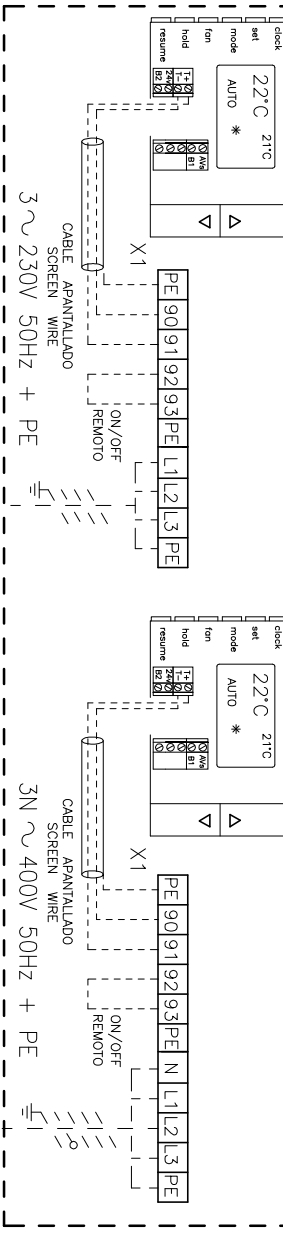 clock
set
mode
fan
hold
resume
22°C
21°C
AUTO *
T+
T-
24v
B2
AVs
B1
X1
PE 90 91 92 93 PE L1 L2 L3 PE
ON/OFF
REMOTO
CABLE APANTALLADO
SCREEN WIRE
3 ~ 230V 50Hz + PE
clock
set
mode
fan
hold
resume
22°C
21°C
AUTO *
T+
T-
24v
B2
AVs
B1
X1
PE 90 91 92 93 PE N L1 L2 L3 PE
ON/OFF
REMOTO
CABLE APANTALLADO
SCREEN WIRE
3N ~ 400V 50Hz + PE